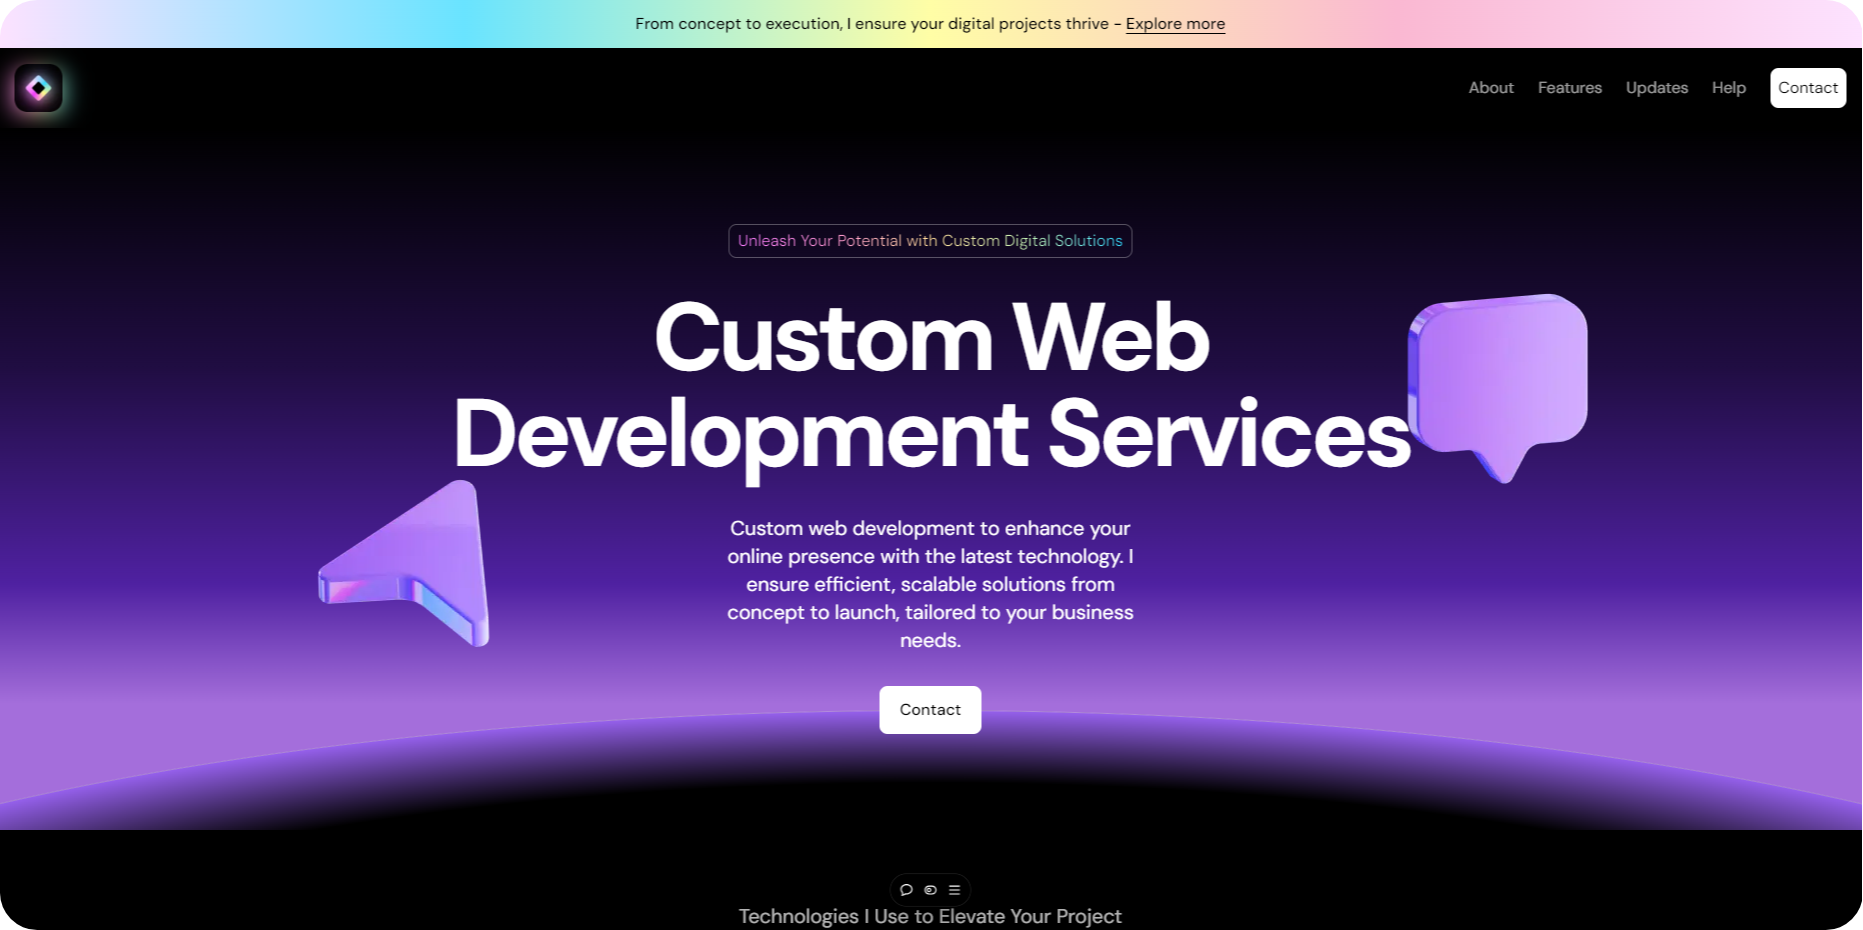 From concept to execution, I ensure your digital projects thrive - Explore more
About Features Updates Help Contact
Unleash Your Potential with Custom Digital Solutions
Custom Web
Development Services
Custom web development to enhance your
online presence with the latest technology. I
ensure efficient, scalable solutions from
concept to launch, tailored to your business
needs.
Contact
Technologies I Use to Elevate Your Project